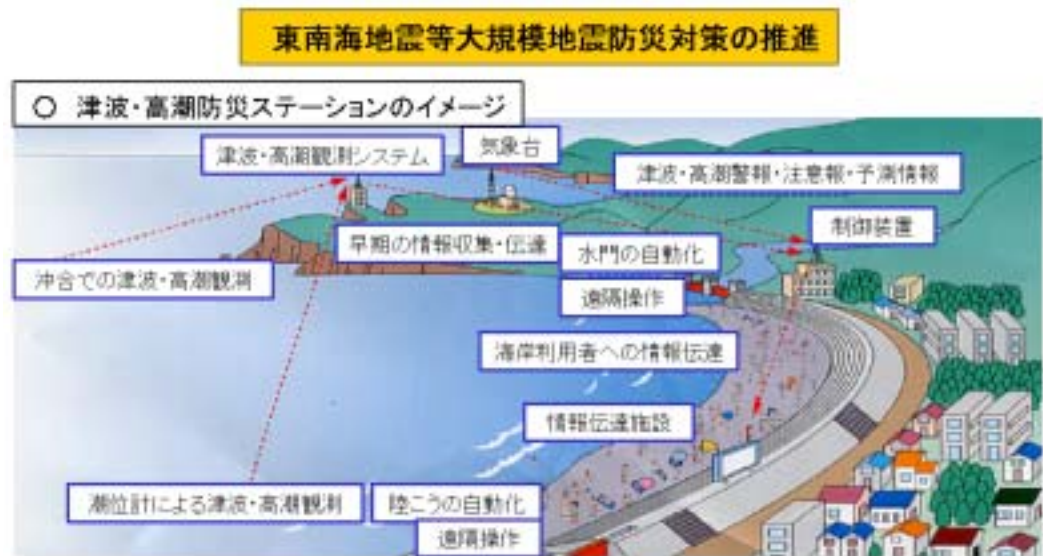 東南海地震等大規模地震防災対策の推進
○ 津波・高潮防災ステーションのイメージ
津波・高潮観測システム
気象台
津波・高潮警報・注意報・予測情報
制御装置
早期の情報収集・伝達
水門の自動化
沖合での津波・高潮観測
遠隔操作
海岸利用者への情報伝達
情報伝達施設
潮位計による津波・高潮観測
陸こうの自動化
遠隔操作